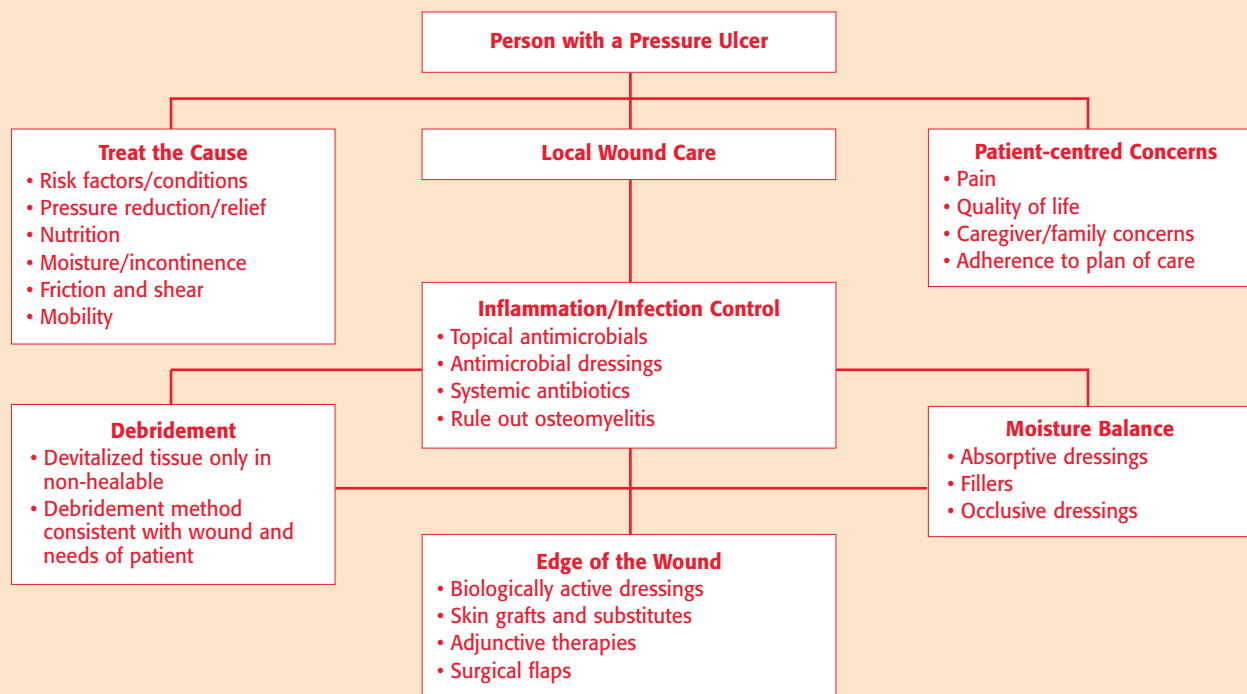 Person with a Pressure Ulcer
Treat the Cause
• Risk factors/conditions
• Pressure reduction/relief
• Nutrition
• Moisture/incontinence
• Friction and shear
• Mobility
Local Wound Care
Patient-centred Concerns
• Pain
• Quality of life
• Caregiver/family concerns
• Adherence to plan of care
Inflammation/Infection Control
• Topical antimicrobials
• Antimicrobial dressings
• Systemic antibiotics
• Rule out osteomyelitis
Debridement
• Devitalized tissue only in
non-healable
• Debridement method
consistent with wound and
needs of patient
Moisture Balance
• Absorptive dressings
• Fillers
• Occlusive dressings
Edge of the Wound
• Biologically active dressings
• Skin grafts and substitutes
• Adjunctive therapies
• Surgical flaps